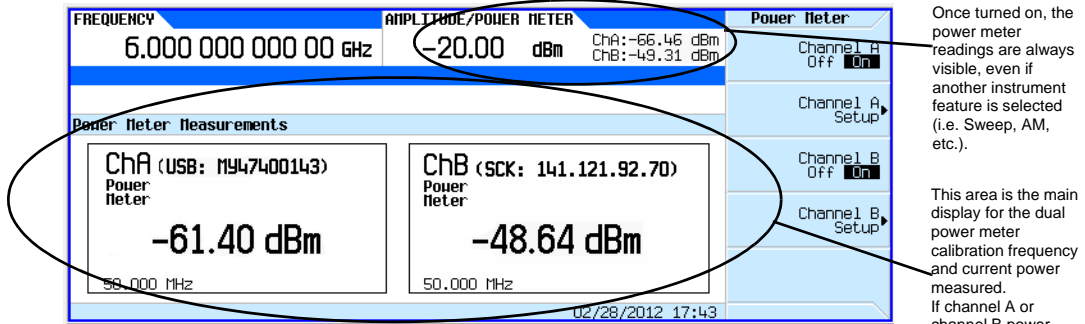 FREQUENCY
6.000 000 000 00 GHz
AMPLITUDE/POWER METER
-20.00 dBm
ChA:-66.46 dBm
ChB:-49.31 dBm
Power Meter
Channel A
Off On
Channel A
Setup
Channel B
Off On
Channel B
Setup
Power Meter Measurements
ChA (USB: MY47400143)
Power
Meter
-61.40 dBm
50.000 MHz
ChB (SCK: 141.121.92.70)
Power
Meter
-48.64 dBm
50.000 MHz
02/28/2012 17:43
Once turned on, the
power meter
readings are always
visible, even if
another instrument
feature is selected
(i.e. Sweep, AM,
etc.).
This area is the main
display for the dual
power meter
calibration frequency
and current power
measured.
If channel A or
channel B power